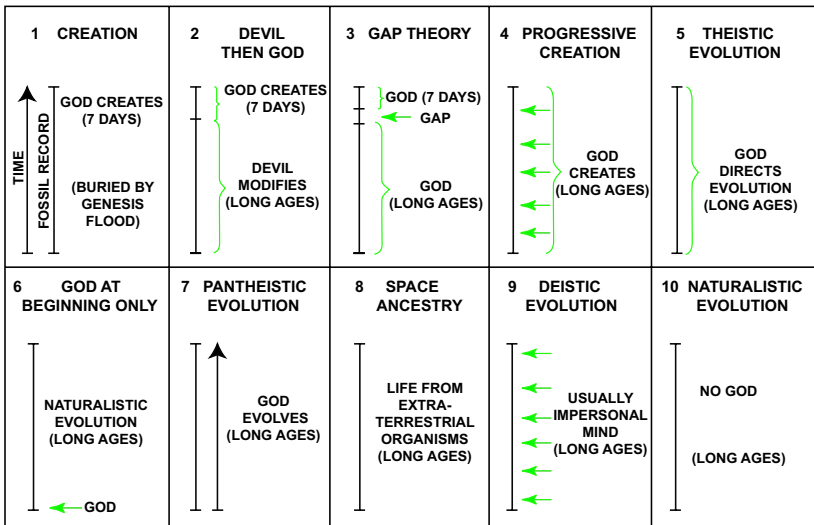 1 CREATION
TIME
FOSSIL RECORD
GOD CREATES
(7 DAYS)
(BURIED BY
GENESIS
FLOOD)
2 DEVIL
THEN GOD
GOD CREATES
(7 DAYS)
DEVIL
MODIFIES
(LONG AGES)
3 GAP THEORY
GOD (7 DAYS)
GAP
GOD
(LONG AGES)
4 PROGRESSIVE
CREATION
GOD
CREATES
(LONG AGES)
5 THEISTIC
EVOLUTION
GOD
DIRECTS
EVOLUTION
(LONG AGES)
6 GOD AT
BEGINNING ONLY
NATURALISTIC
EVOLUTION
(LONG AGES)
GOD
7 PANTHEISTIC
EVOLUTION
GOD
EVOLVES
(LONG AGES)
8 SPACE
ANCESTRY
LIFE FROM
EXTRA-
TERRESTRIAL
ORGANISMS
(LONG AGES)
9 DEISTIC
EVOLUTION
USUALLY
IMPERSONAL
MIND
(LONG AGES)
10 NATURALISTIC
EVOLUTION
NO GOD
(LONG AGES)